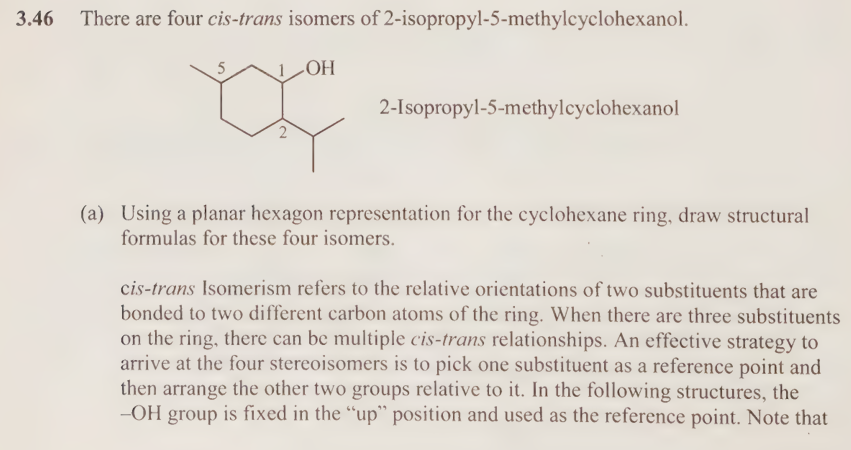 3.46 There are four cis-trans isomers of 2-isopropyl-5-methylcyclohexanol.
5 1 OH
2-Isopropyl-5-methylcyclohexanol
2
(a) Using a planar hexagon representation for the cyclohexane ring, draw structural
formulas for these four isomers.
cis-trans Isomerism refers to the relative orientations of two substituents that are
bonded to two different carbon atoms of the ring. When there are three substituents
on the ring, there can be multiple cis-trans relationships. An effective strategy to
arrive at the four stereoisomers is to pick one substituent as a reference point and
then arrange the other two groups relative to it. In the following structures, the
–OH group is fixed in the “up” position and used as the reference point. Note that